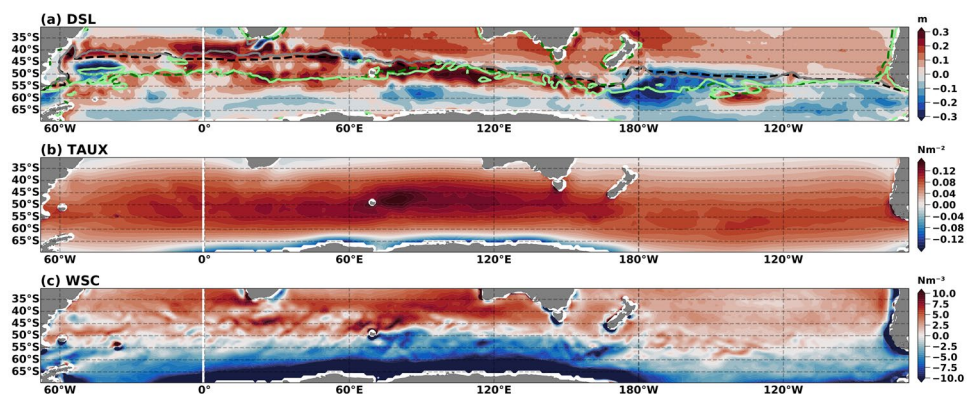 (a) DSL
m
35°S
40°S
45°S
50°S
55°S
60°S
65°S
0.3
0.2
0.1
0.0
−0.1
−0.2
−0.3
60°W 0° 60°E 120°E 180°W 120°W
(b) TAUX
Nm⁻²
35°S
40°S
45°S
50°S
55°S
60°S
65°S
0.12
0.08
0.04
0.00
−0.04
−0.08
−0.12
60°W 0° 60°E 120°E 180°W 120°W
(c) WSC
Nm⁻³
35°S
40°S
45°S
50°S
55°S
60°S
65°S
10.0
7.5
5.0
2.5
0.0
−2.5
−5.0
−7.5
−10.0
60°W 0° 60°E 120°E 180°W 120°W